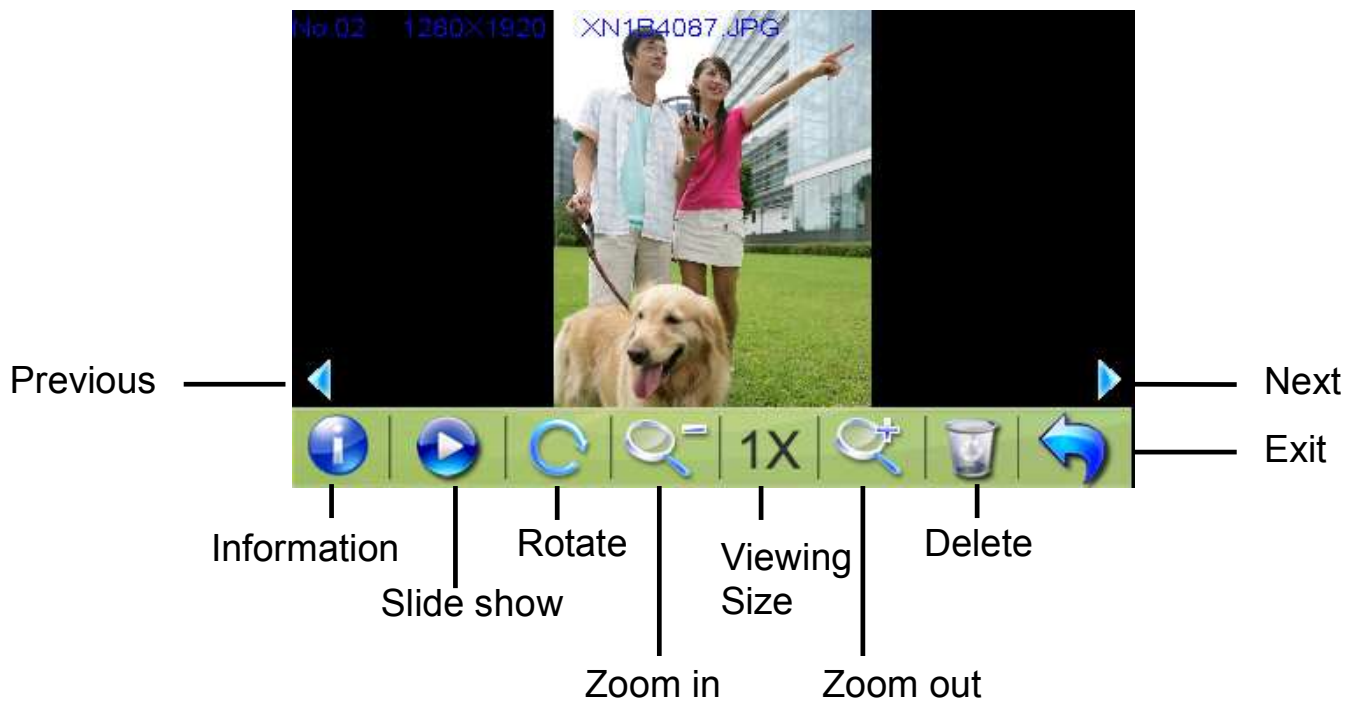 No.02 1280X1920 XN1B4087.JPG
Previous
Next
1X
Exit
Information
Rotate
Viewing
Size
Delete
Slide show
Zoom in
Zoom out